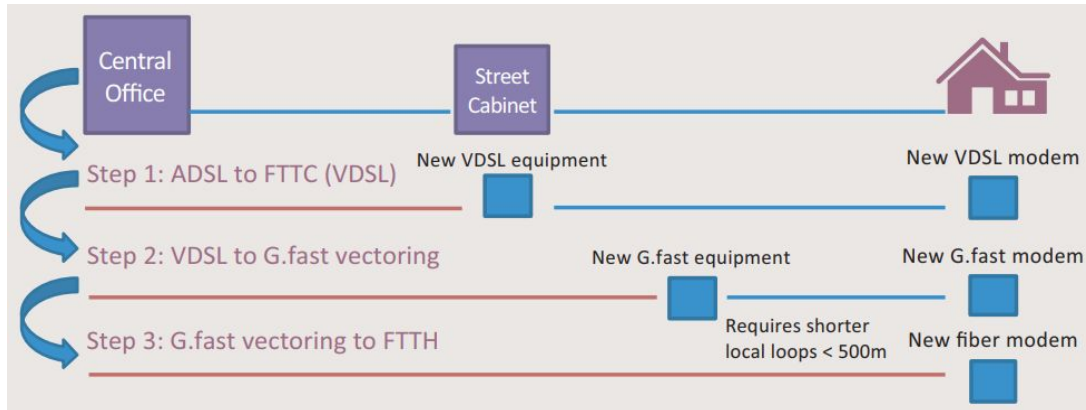 Central
Office
Street
Cabinet
Step 1: ADSL to FTTC (VDSL)
New VDSL equipment
New VDSL modem
Step 2: VDSL to G.fast vectoring
New G.fast equipment
New G.fast modem
Requires shorter
local loops < 500m
Step 3: G.fast vectoring to FTTH
New fiber modem